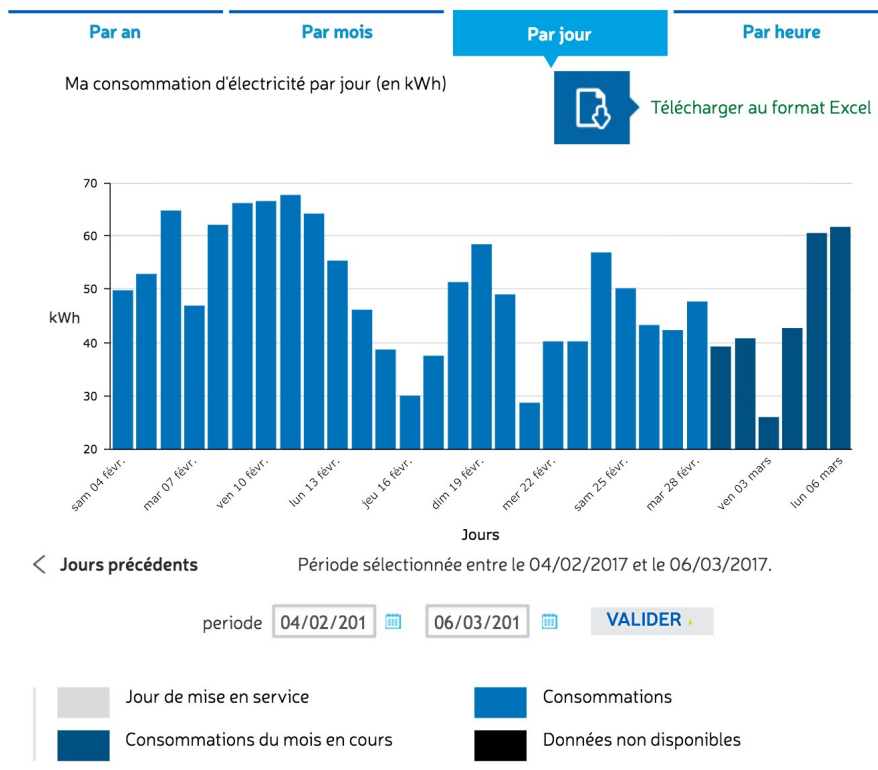 Par an
Par mois
Par jour
Par heure
Ma consommation d'électricité par jour (en kWh)
Télécharger au format Excel
70
60
50
kWh
40
30
20
sam 04 févr.
mar 07 févr.
ven 10 févr.
lun 13 févr.
jeu 16 févr.
dim 19 févr.
mer 22 févr.
sam 25 févr.
mar 28 févr.
ven 03 mars
lun 06 mars
Jours
Jours précédents
Période sélectionnée entre le 04/02/2017 et le 06/03/2017.
periode 04/02/201 06/03/201 VALIDER
Jour de mise en service
Consommations
Consommations du mois en cours
Données non disponibles